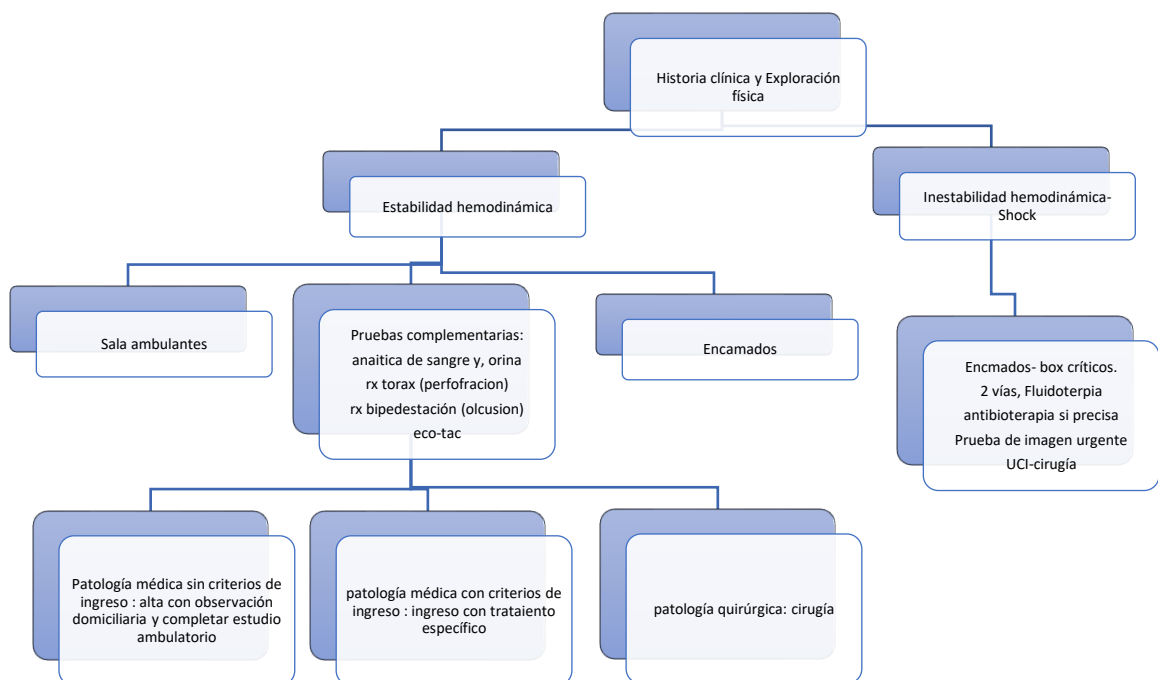 Historia clínica y Exploración
física
Estabilidad hemodinámica
Inestabilidad hemodinámica-
Shock
Sala ambulantes
Pruebas complementarias:
anaitica de sangre y, orina
rx torax (perfofracion)
rx bipedestación (olcusion)
eco-tac
Encamados
Encmados- box críticos.
2 vías, Fluidoterpia
antibioterapia si precisa
Prueba de imagen urgente
UCI-cirugía
Patología médica sin criterios de
ingreso : alta con observación
domiciliaria y completar estudio
ambulatorio
patología médica con criterios de
ingreso : ingreso con trataiento
específico
patología quirúrgica: cirugía